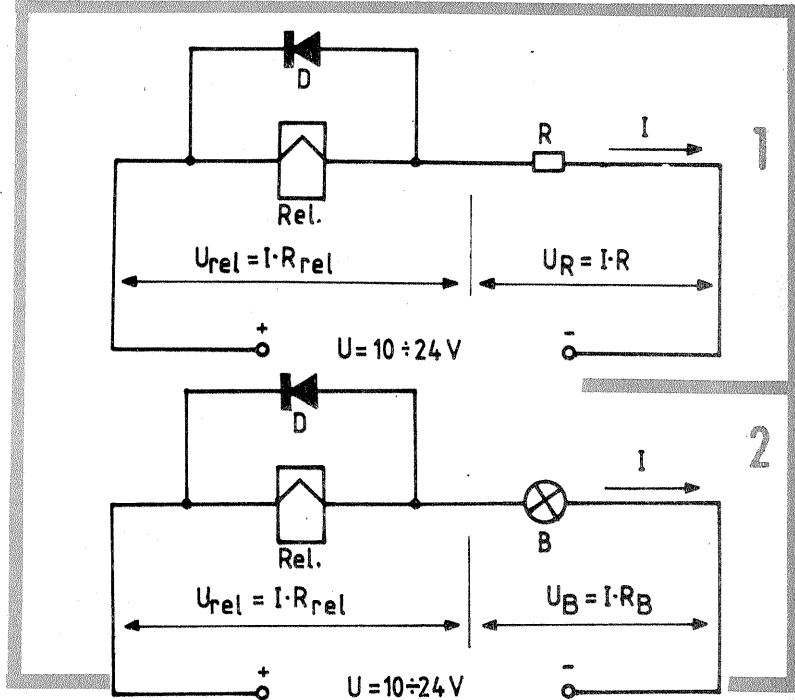 D
R
I
1
Rel.
Urel = I·Rrel
UR = I·R
+
−
U = 10 ÷ 24 V
D
2
I
Rel.
B
Urel = I·Rrel
UB = I·RB
+
−
U = 10÷24 V